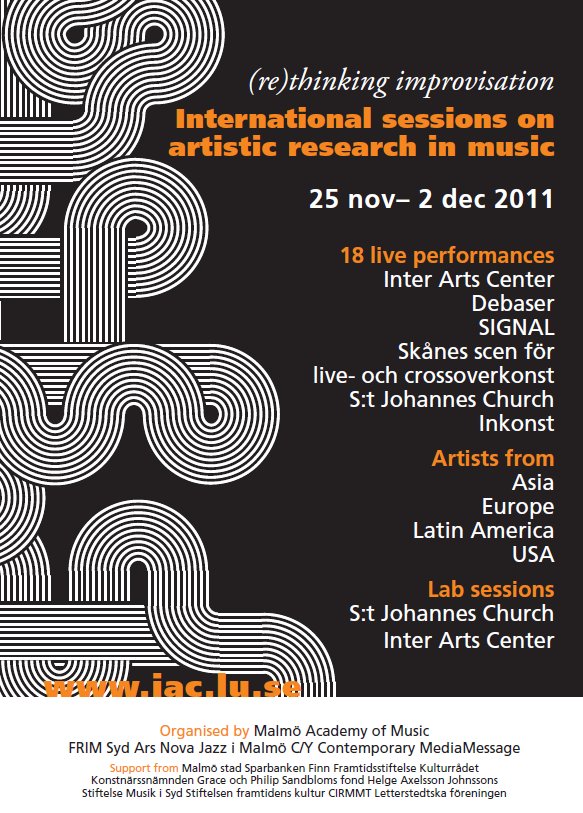 (re)thinking improvisation
International sessions on
artistic research in music
25 nov– 2 dec 2011
18 live performances
Inter Arts Center
Debaser
SIGNAL
Skånes scen för
live- och crossoverkonst
S:t Johannes Church
Inkonst
Artists from
Asia
Europe
Latin America
USA
Lab sessions
S:t Johannes Church
Inter Arts Center
www.iac.lu.se
Organised by Malmö Academy of Music
FRIM Syd Ars Nova Jazz i Malmö C/Y Contemporary MediaMessage
Support from Malmö stad Sparbanken Finn Framtidsstiftelse Kulturrådet
Konstnärssnämnden Grace och Philip Sandbloms fond Helge Axelsson Johnssons
Stiftelse Musik i Syd Stiftelsen framtidens kultur CIRMMT Letterstedtska föreningen